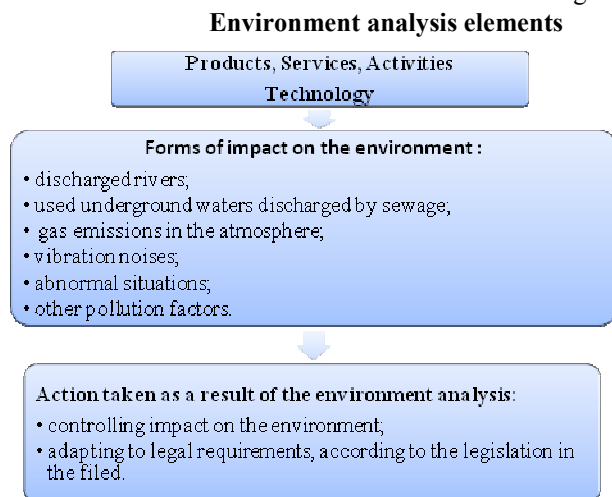 Environment analysis elements
Products, Services, Activities
Technology
Forms of impact on the environment :
• discharged rivers;
• used underground waters discharged by sewage;
• gas emissions in the atmosphere;
• vibration noises;
• abnormal situations;
• other pollution factors.
Action taken as a result of the environment analysis:
• controlling impact on the environment;
• adapting to legal requirements, according to the legislation in
the filed.